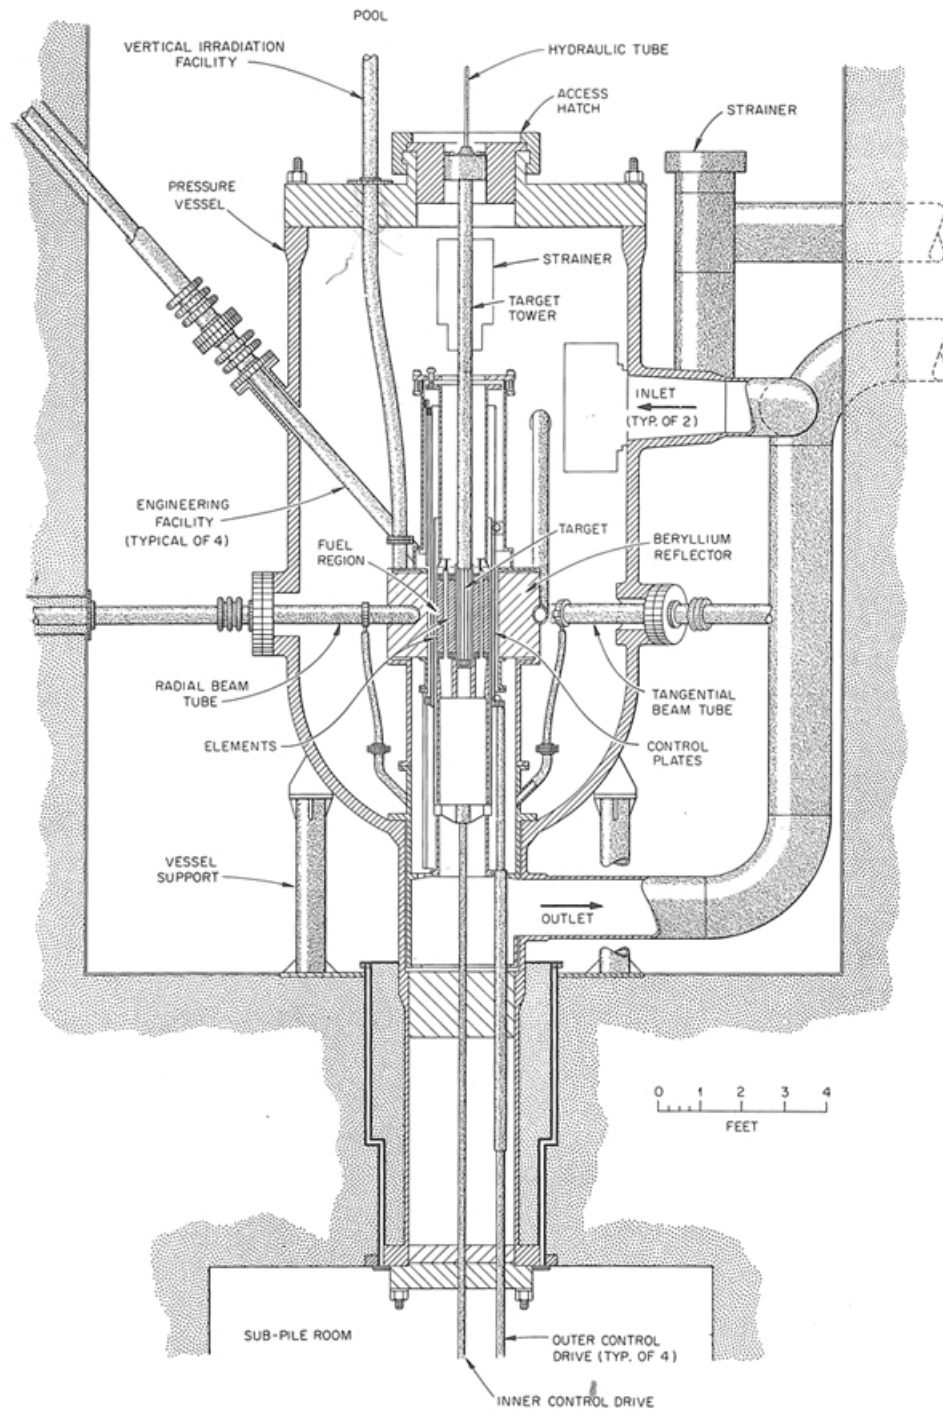 POOL
VERTICAL IRRADIATION
FACILITY
HYDRAULIC TUBE
ACCESS
HATCH
STRAINER
PRESSURE
VESSEL
STRAINER
TARGET
TOWER
INLET
(TYP. OF 2)
ENGINEERING
FACILITY
(TYPICAL OF 4)
FUEL
REGION
TARGET
BERYLLIUM
REFLECTOR
RADIAL BEAM
TUBE
TANGENTIAL
BEAM TUBE
ELEMENTS
CONTROL
PLATES
VESSEL
SUPPORT
OUTLET
0 1 2 3 4
FEET
SUB-PILE ROOM
OUTER CONTROL
DRIVE (TYP. OF 4)
INNER CONTROL DRIVE